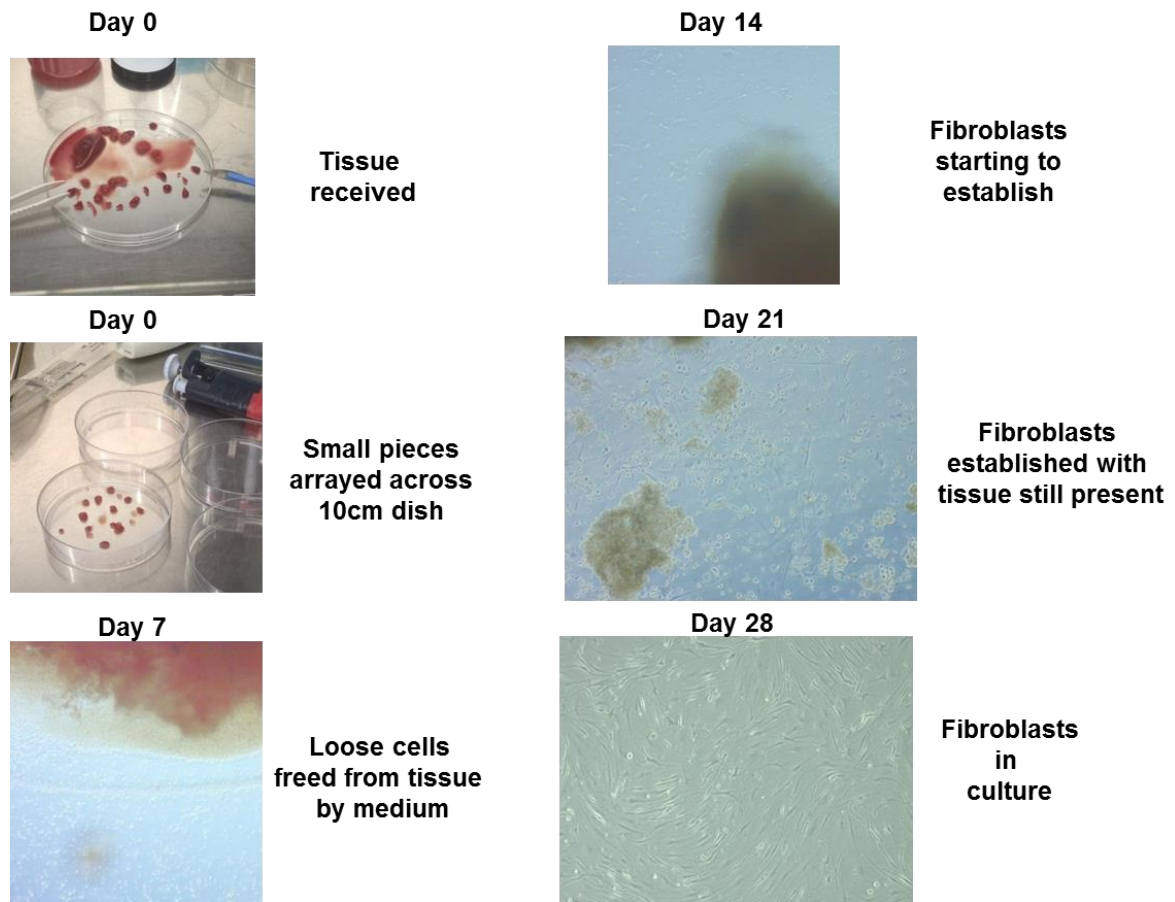 Day 0
Tissue
received
Day 0
Small pieces
arrayed across
10cm dish
Day 7
Loose cells
freed from tissue
by medium
Day 14
Fibroblasts
starting to
establish
Day 21
Fibroblasts
established with
tissue still present
Day 28
Fibroblasts
in
culture